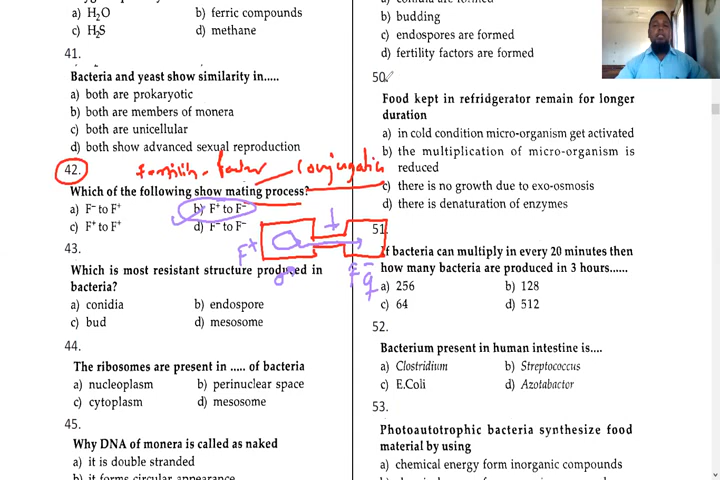 a) H₂O b) ferric compounds
c) H₂S d) methane
41.
Bacteria and yeast show similarity in.....
a) both are prokaryotic
b) both are members of monera
c) both are unicellular
d) both show advanced sexual reproduction
42. Fertility factor conjugation
Which of the following show mating process?
a) F⁻ to F⁺ b) F⁺ to F⁻
c) F⁺ to F⁺ d) F⁻ to F⁻
F⁺ F⁻
♂ ♀
43.
Which is most resistant structure produced in
bacteria?
a) conidia b) endospore
c) bud d) mesosome
44.
The ribosomes are present in ..... of bacteria
a) nucleoplasm b) perinuclear space
c) cytoplasm d) mesosome
45.
Why DNA of monera is called as naked
a) it is double stranded
b) it forms circular appearance
b) budding
c) endospores are formed
d) fertility factors are formed
50.
Food kept in refridgerator remain for longer
duration
a) in cold condition micro-organism get activated
b) the multiplication of micro-organism is
reduced
c) there is no growth due to exo-osmosis
d) there is denaturation of enzymes
51.
If bacteria can multiply in every 20 minutes then
how many bacteria are produced in 3 hours......
a) 256 b) 128
c) 64 d) 512
52.
Bacterium present in human intestine is....
a) Clostridium b) Streptococcus
c) E.Coli d) Azotabactor
53.
Photoautotrophic bacteria synthesize food
material by using
a) chemical energy form inorganic compounds